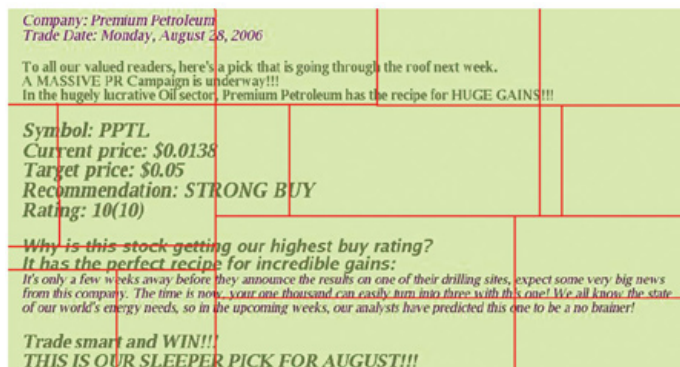 Company: Premium Petroleum
Trade Date: Monday, August 28, 2006
To all our valued readers, here's a pick that is going through the roof next week.
A MASSIVE PR Campaign is underway!!!
In the hugely lucrative Oil sector, Premium Petroleum has the recipe for HUGE GAINS!!!
Symbol: PPTL
Current price: $0.0138
Target price: $0.05
Recommendation: STRONG BUY
Rating: 10(10)
Why is this stock getting our highest buy rating?
It has the perfect recipe for incredible gains:
It's only a few weeks away before they announce the results on one of their drilling sites, expect some very big news
from this company. The time is now, your one thousand can easily turn into three with this one! We all know the state
of our world's energy needs, so in the upcoming weeks, our analysts have predicted this one to be a no brainer!
Trade smart and WIN!!!
THIS IS OUR SLEEPER PICK FOR AUGUST!!!